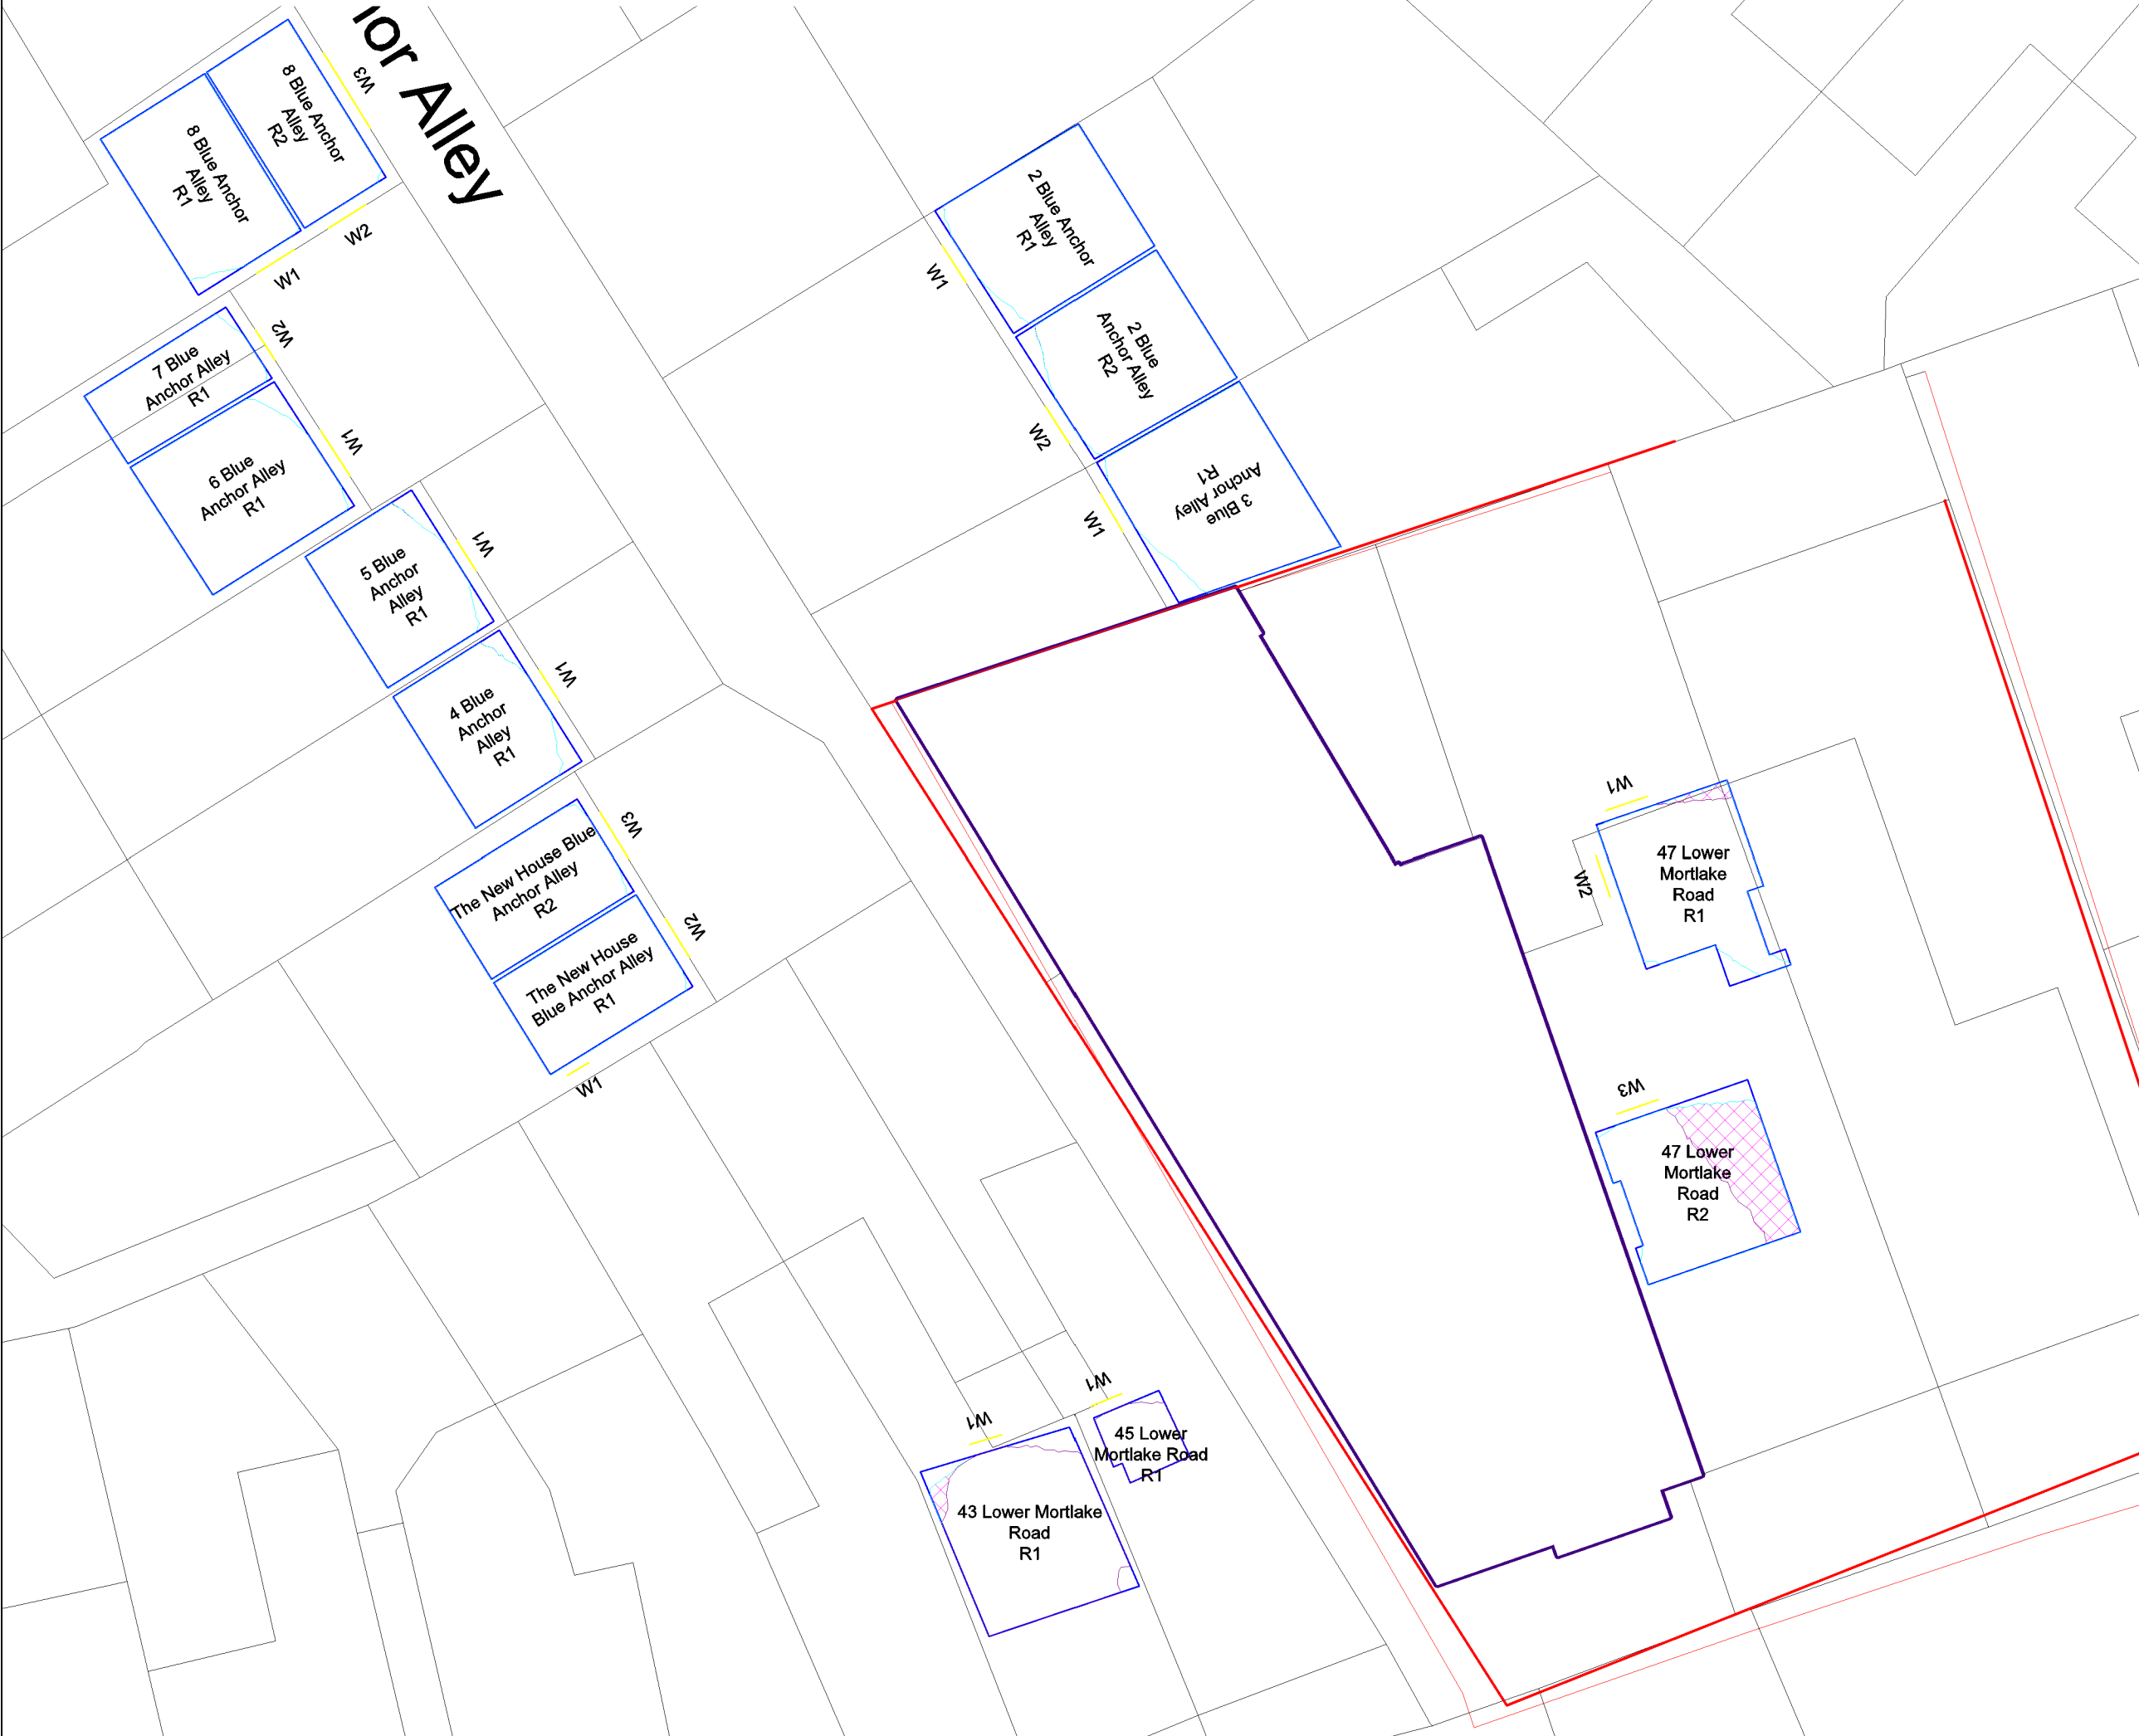 or Alley
W3
8 Blue Anchor
Alley
R2
8 Blue Anchor
Alley
R1
W2
W1
W2
7 Blue
Anchor Alley
R1
W1
6 Blue
Anchor Alley
R1
W1
5 Blue
Anchor
Alley
R1
W1
4 Blue
Anchor
Alley
R1
W3
The New House Blue
Anchor Alley
R2
W2
The New House
Blue Anchor Alley
R1
W1
2 Blue Anchor
Alley
R1
W1
2 Blue
Anchor Alley
R2
W2
3 Blue
Anchor Alley
R1
W1
W1
W2
47 Lower
Mortlake
Road
R1
W3
47 Lower
Mortlake
Road
R2
W1
45 Lower
Mortlake Road
R1
W1
43 Lower Mortlake
Road
R1